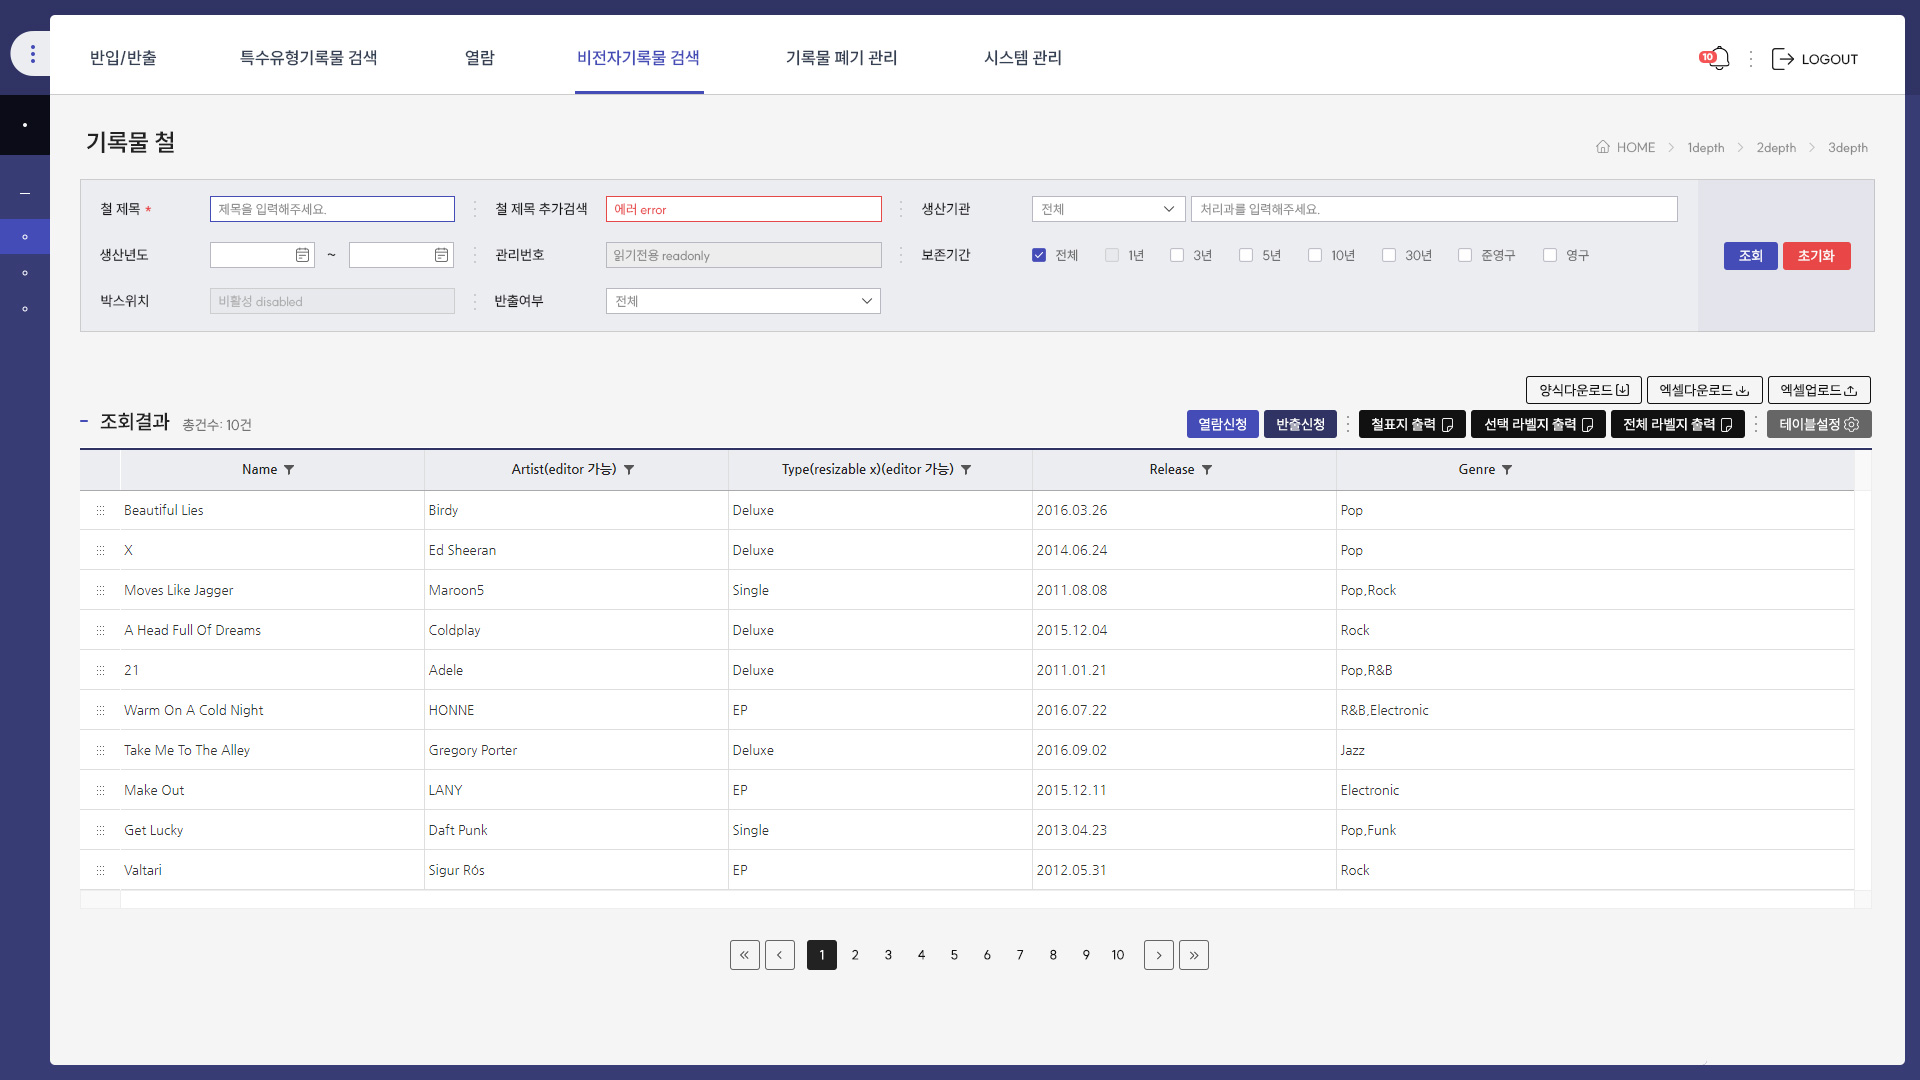 반입/반출 특수유형기록물 검색 열람 비전자기록물 검색 기록물 폐기 관리 시스템 관리 10 LOGOUT
기록물 철
HOME 1depth 2depth 3depth
철 제목 * 제목을 입력해주세요. 철 제목 추가검색 에러 error 생산기관 전체 처리과를 입력해주세요.
생산년도 ~ 관리번호 읽기전용 readonly 보존기간 전체 1년 3년 5년 10년 30년 준영구 영구 조회 초기화
박스위치 비활성 disabled 반출여부 전체
양식다운로드 엑셀다운로드 엑셀업로드
조회결과 총건수: 10건 열람신청 반출신청 철표지 출력 선택 라벨지 출력 전체 라벨지 출력 테이블설정
Name Artist(editor 가능) Type(resizable x)(editor 가능) Release Genre
Beautiful Lies Birdy Deluxe 2016.03.26 Pop
X Ed Sheeran Deluxe 2014.06.24 Pop
Moves Like Jagger Maroon5 Single 2011.08.08 Pop,Rock
A Head Full Of Dreams Coldplay Deluxe 2015.12.04 Rock
21 Adele Deluxe 2011.01.21 Pop,R&B
Warm On A Cold Night HONNE EP 2016.07.22 R&B,Electronic
Take Me To The Alley Gregory Porter Deluxe 2016.09.02 Jazz
Make Out LANY EP 2015.12.11 Electronic
Get Lucky Daft Punk Single 2013.04.23 Pop,Funk
Valtari Sigur Rós EP 2012.05.31 Rock
« ‹ 1 2 3 4 5 6 7 8 9 10 › »